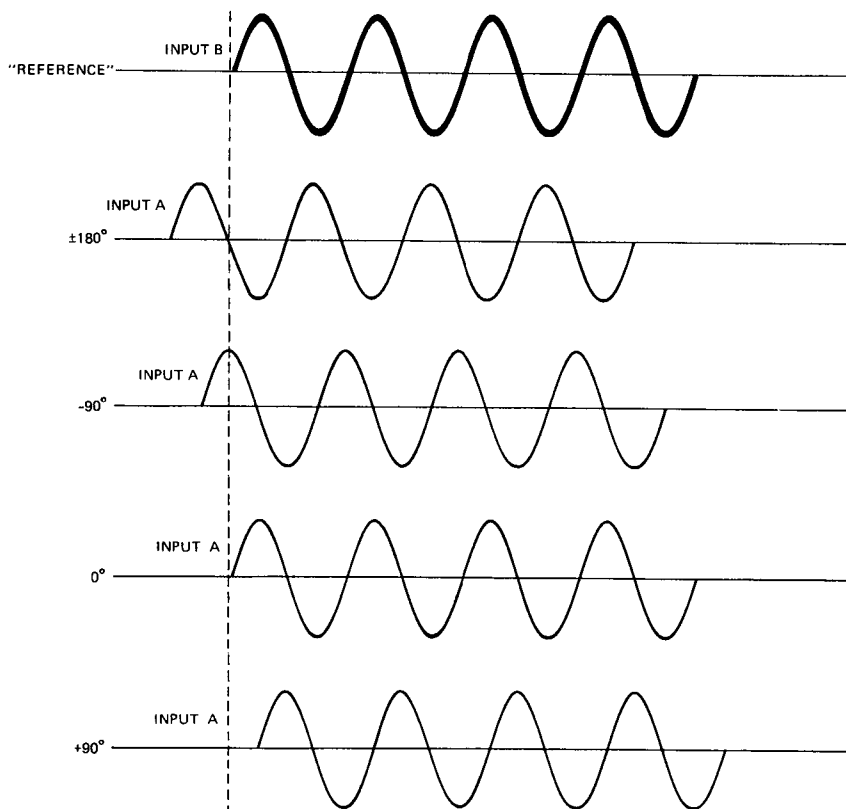 INPUT B
"REFERENCE"
INPUT A
±180°
INPUT A
-90°
INPUT A
0°
INPUT A
+90°